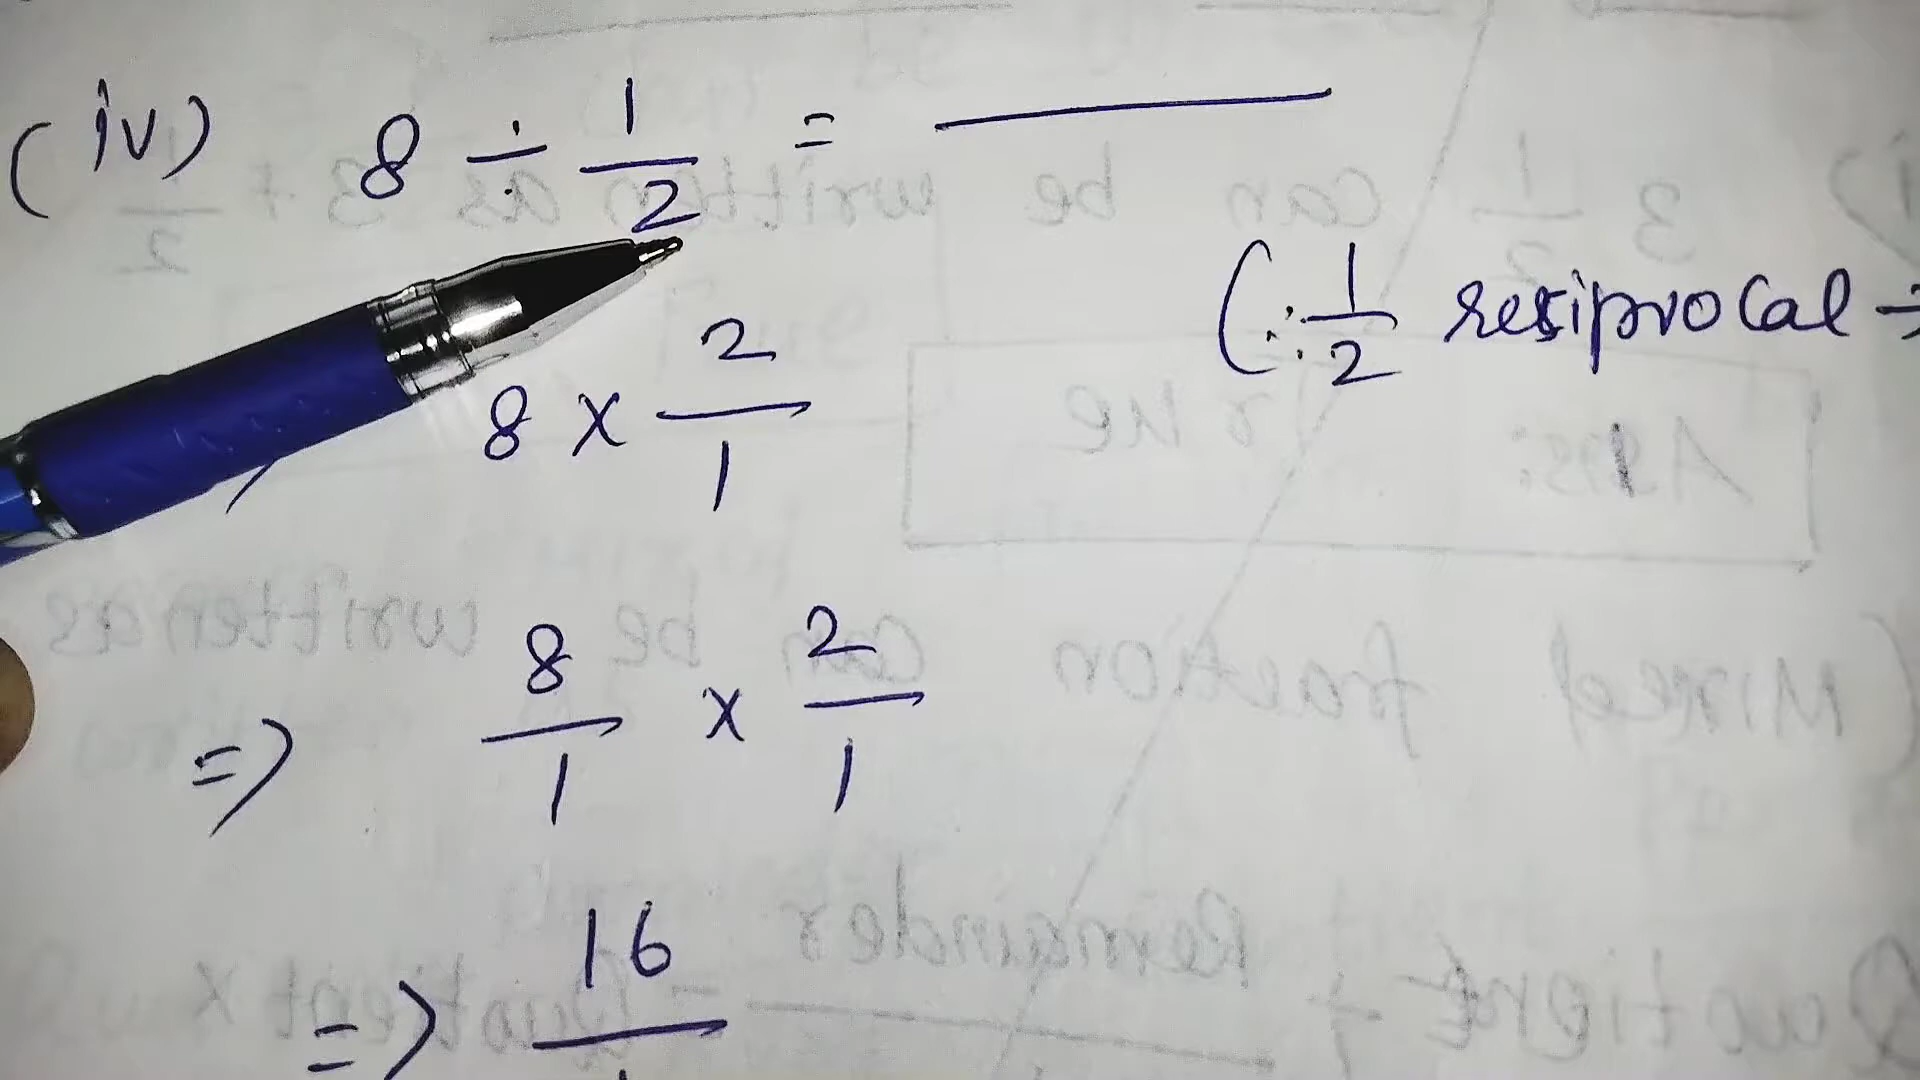 (iv) 8 ÷ 1/2 = ______
(∵ 1/2 resiprocal →
8 × 2/1
=> 8/1 × 2/1
=> 16/